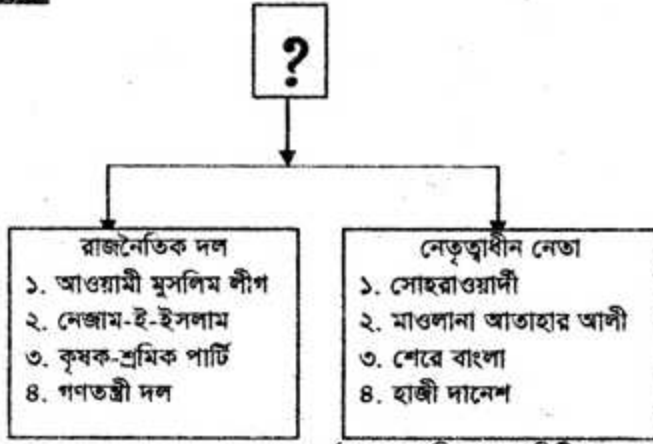 ?
রাজনৈতিক দল
১. আওয়ামী মুসলিম লীগ
২. নেজাম-ই-ইসলাম
৩. কৃষক-শ্রমিক পার্টি
৪. গণতন্ত্রী দল
নেতৃত্বাধীন নেতা
১. সোহরাওয়ার্দী
২. মাওলানা আতাহার আলী
৩. শেরে বাংলা
৪. হাজী দানেশ